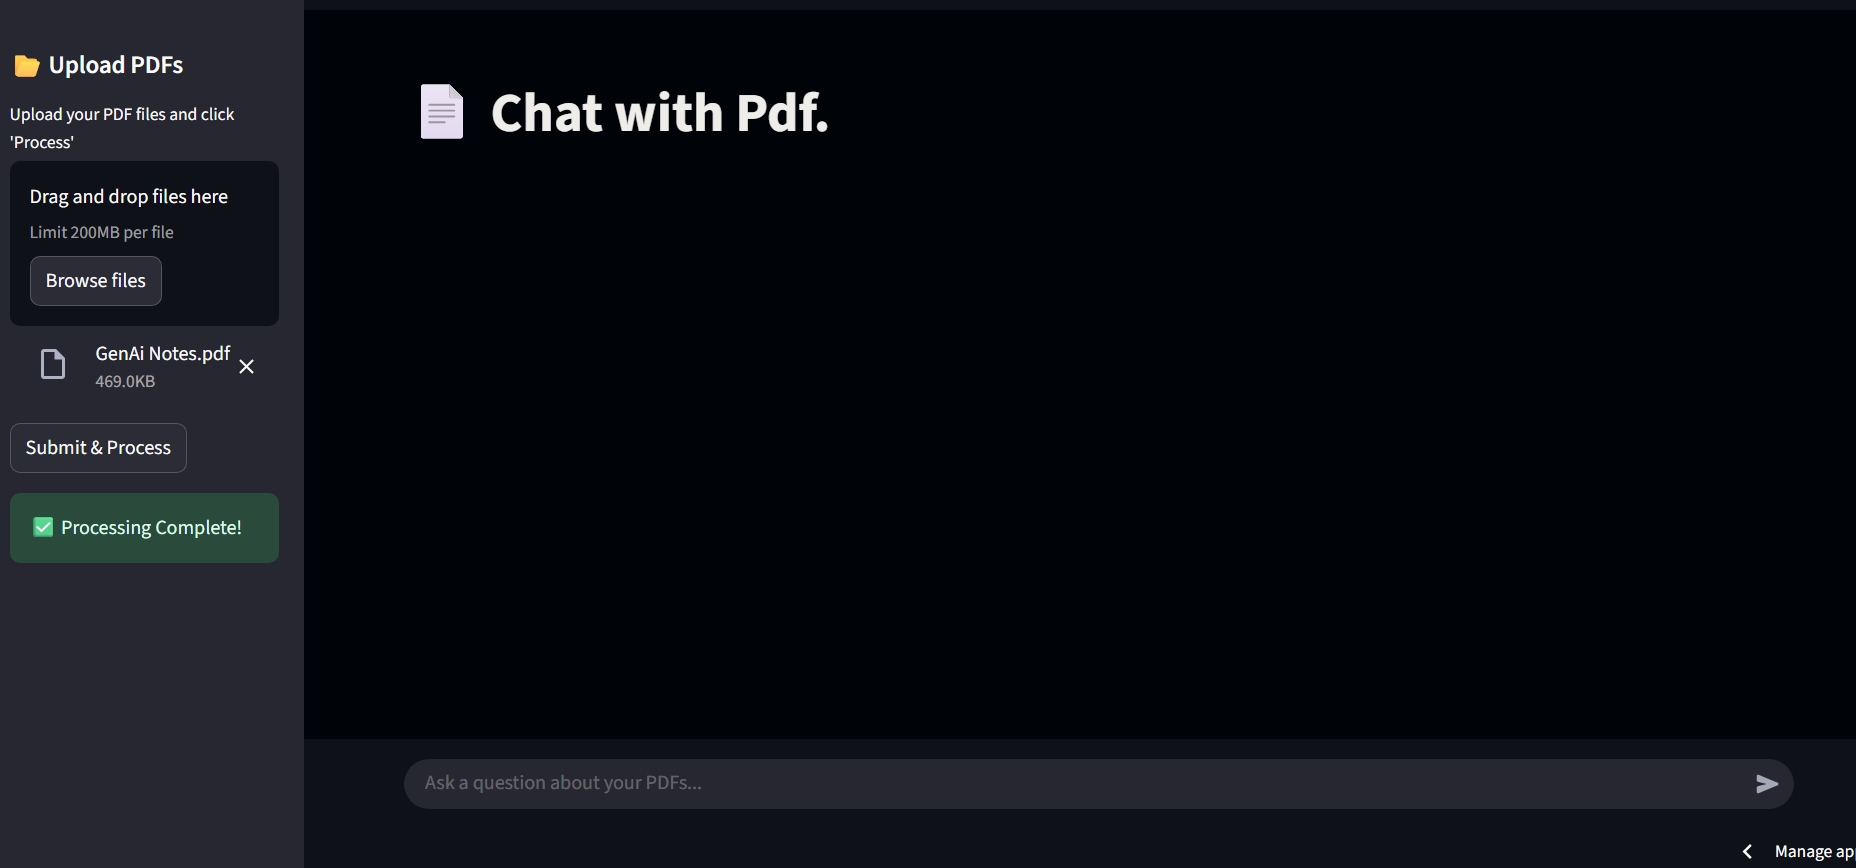 Upload PDFs
Upload your PDF files and click
'Process'
Drag and drop files here
Limit 200MB per file
Browse files
GenAi Notes.pdf
469.0KB
Submit & Process
Processing Complete!
Chat with Pdf.
Ask a question about your PDFs...
Manage ap